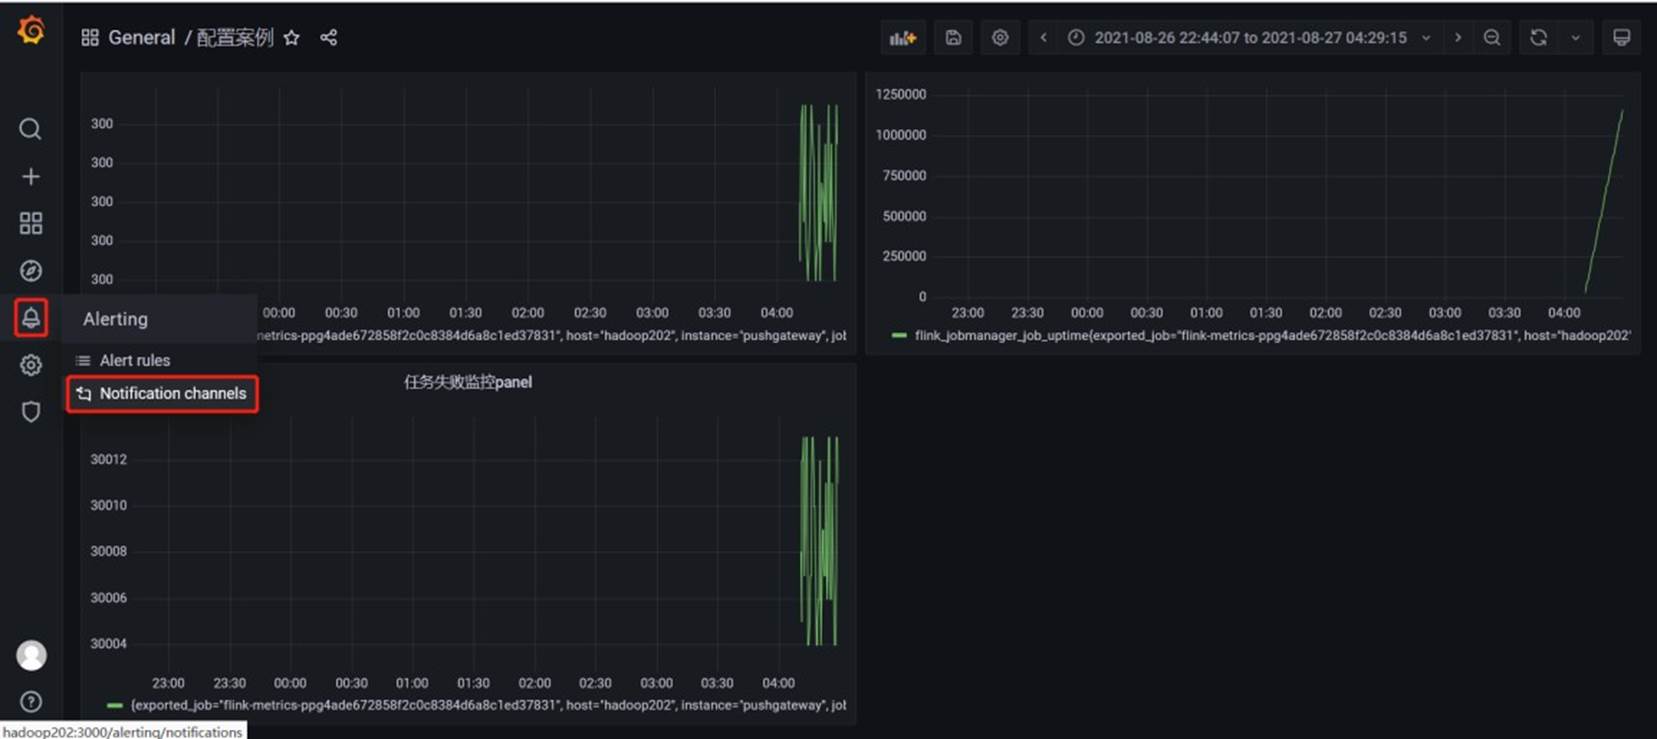 General / 配置案例
2021-08-26 22:44:07 to 2021-08-27 04:29:15
300
300
300
300
300
00:00 00:30 01:00 01:30 02:00 02:30 03:00 03:30 04:00
netrics-ppg4ade672858f2c0c8384d6a8c1ed37831", host="hadoop202", instance="pushgateway", jol
1250000
1000000
750000
500000
250000
0
23:00 23:30 00:00 00:30 01:00 01:30 02:00 02:30 03:00 03:30 04:00
flink_jobmanager_job_uptime{exported_job="flink-metrics-ppg4ade672858f2c0c8384d6a8c1ed37831", host="hadoop202"
Alerting
Alert rules
Notification channels
任务失败监控panel
30012
30010
30008
30006
30004
23:00 23:30 00:00 00:30 01:00 01:30 02:00 02:30 03:00 03:30 04:00
{exported_job="flink-metrics-ppg4ade672858f2c0c8384d6a8c1ed37831", host="hadoop202", instance="pushgateway", jol
hadoop202:3000/alerting/notifications